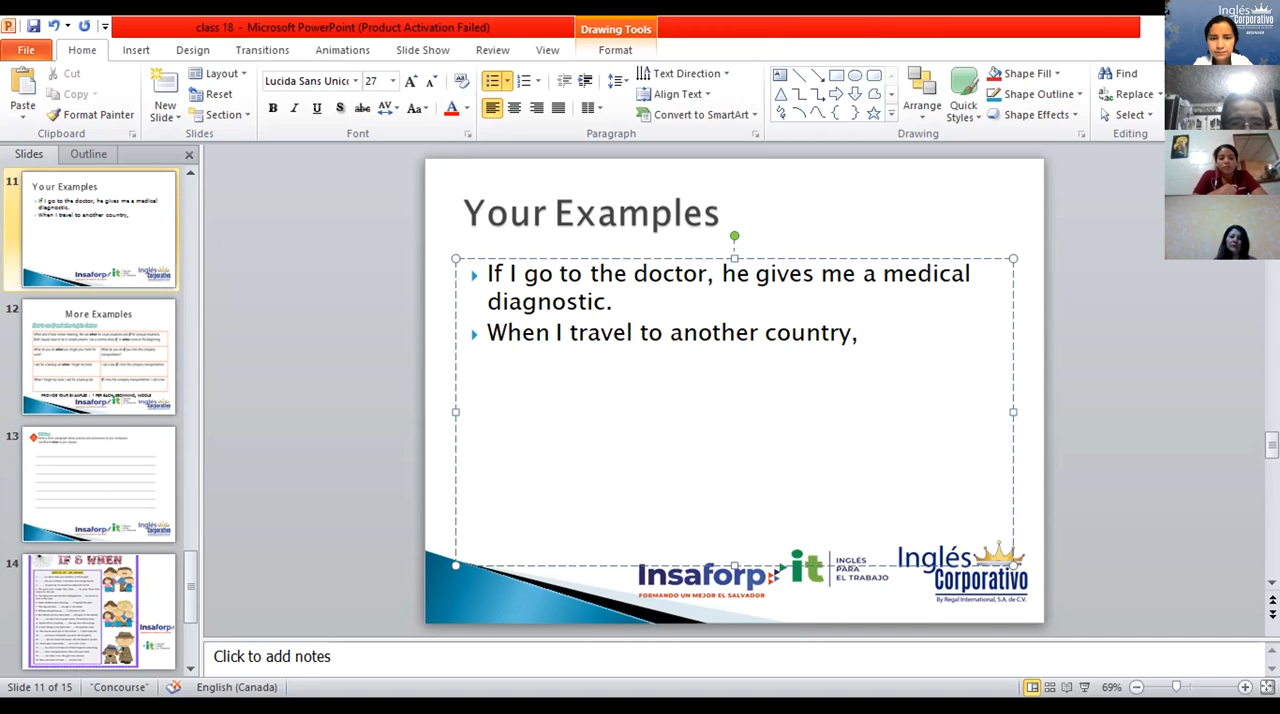 class 18 - Microsoft PowerPoint (Product Activation Failed)
Drawing Tools
File Home Insert Design Transitions Animations Slide Show Review View Format
Paste
Cut
Copy
Format Painter
Clipboard
New Slide
Layout
Reset
Section
Slides
Lucida Sans Unic 27
Font
Text Direction
Align Text
Convert to SmartArt
Paragraph
Arrange
Quick Styles
Shape Fill
Shape Outline
Shape Effects
Drawing
Find
Replace
Select
Editing
Inglés
Corporativo
Slides Outline
11
Your Examples
If I go to the doctor, he gives me a medical
diagnostic.
When I travel to another country,
12
More Examples
13
14
IF & WHEN
Your Examples
If I go to the doctor, he gives me a medical
diagnostic.
When I travel to another country,
Insaforp
FORMANDO UN MEJOR EL SALVADOR
it
INGLÉS
PARA
EL TRABAJO
Inglés
Corporativo
By Regal International, S.A. de C.V.
Click to add notes
Slide 11 of 15 "Concourse" English (Canada) 69%